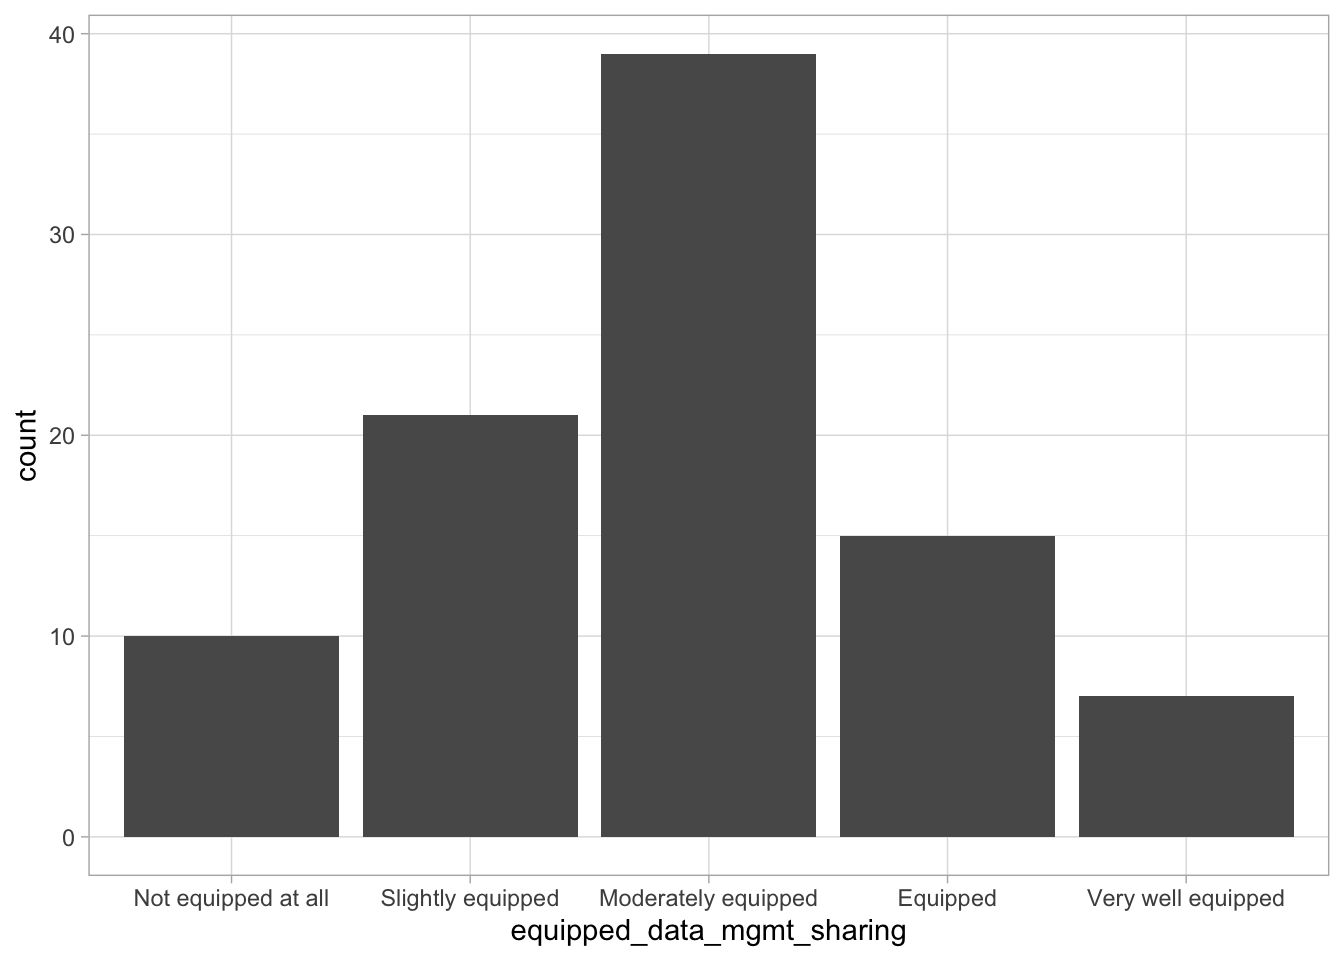 40
30
20
10
0
count
Not equipped at all
Slightly equipped
Moderately equipped
Equipped
Very well equipped
equipped_data_mgmt_sharing